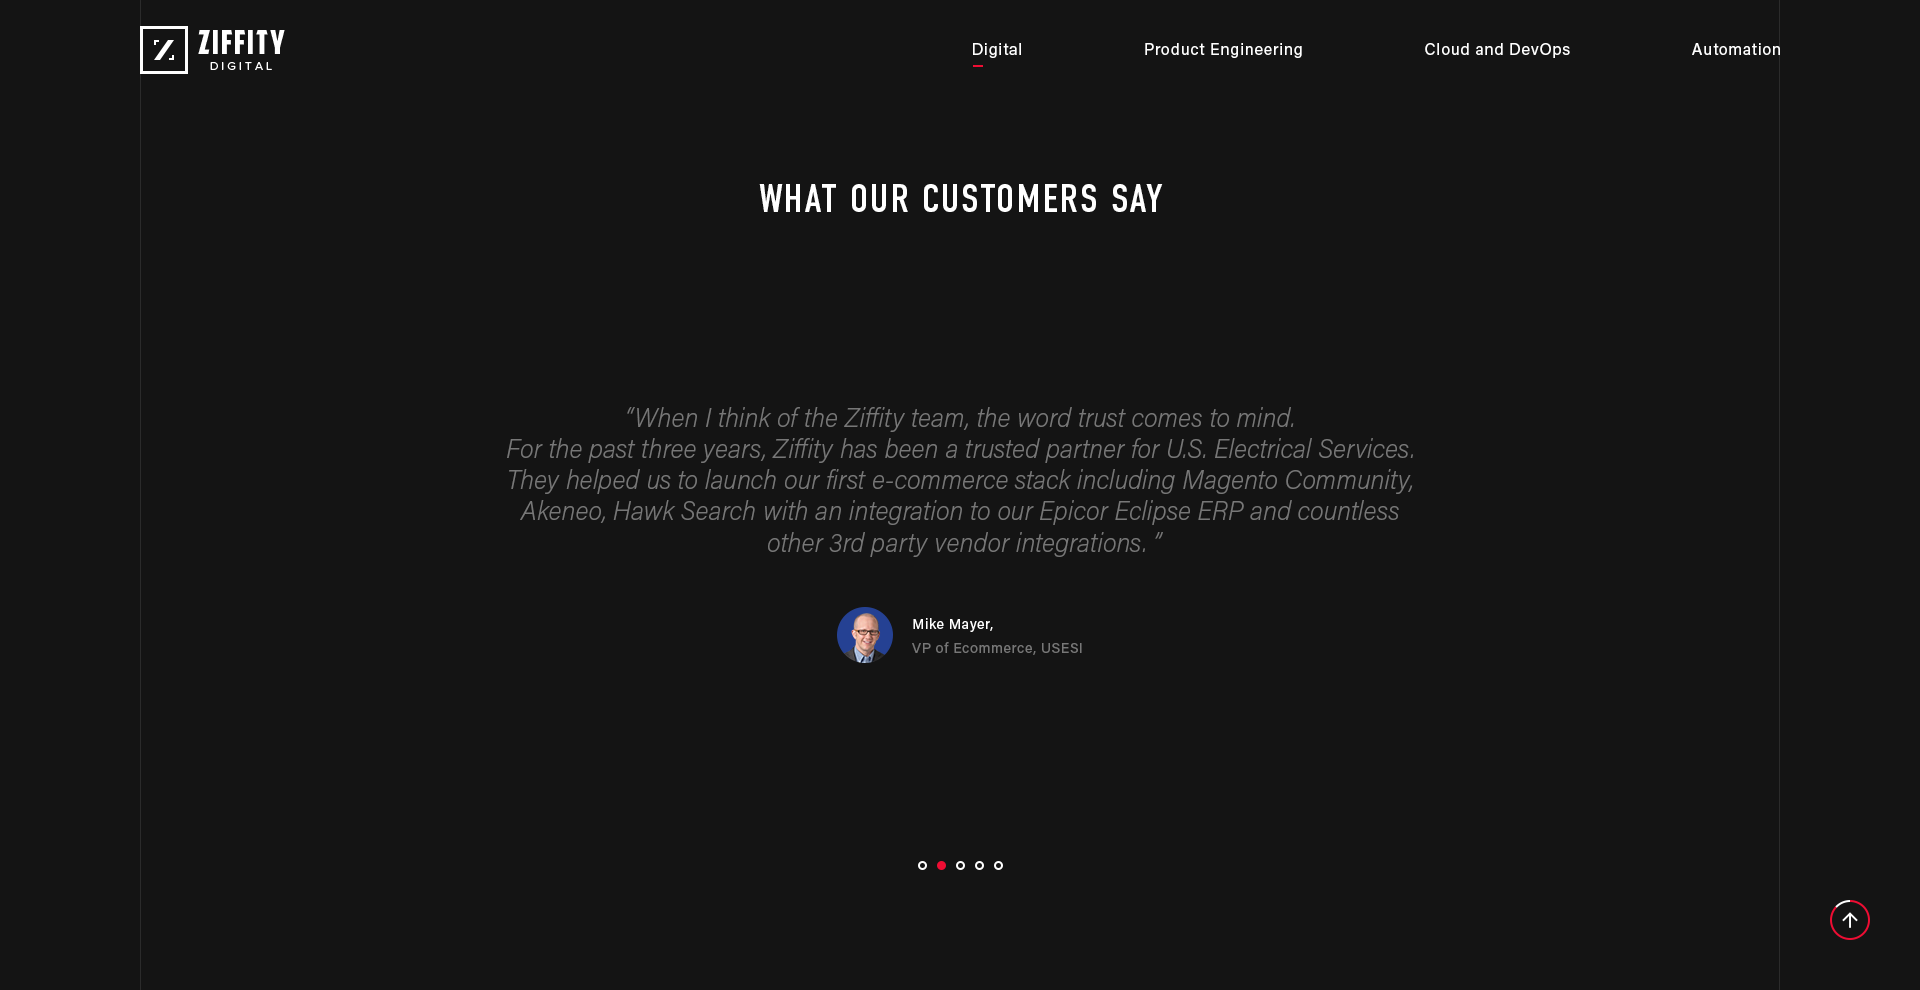 ZIFFITY
DIGITAL
Digital
Product Engineering
Cloud and DevOps
Automation
WHAT OUR CUSTOMERS SAY
“When I think of the Ziffity team, the word trust comes to mind.
For the past three years, Ziffity has been a trusted partner for U.S. Electrical Services.
They helped us to launch our first e-commerce stack including Magento Community,
Akeneo, Hawk Search with an integration to our Epicor Eclipse ERP and countless
other 3rd party vendor integrations. ”
Mike Mayer,
VP of Ecommerce, USESI